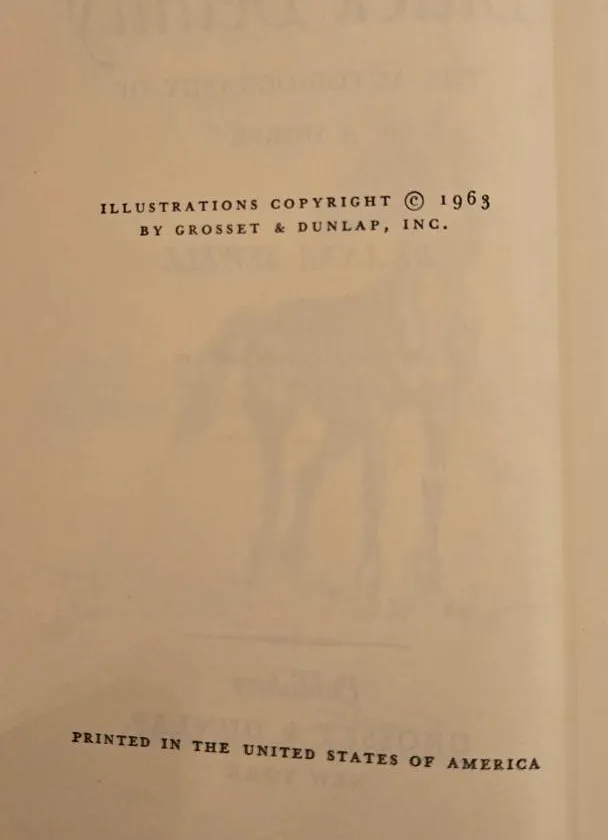 ILLUSTRATIONS COPYRIGHT © 1963
BY GROSSET & DUNLAP, INC.
PRINTED IN THE UNITED STATES OF AMERICA